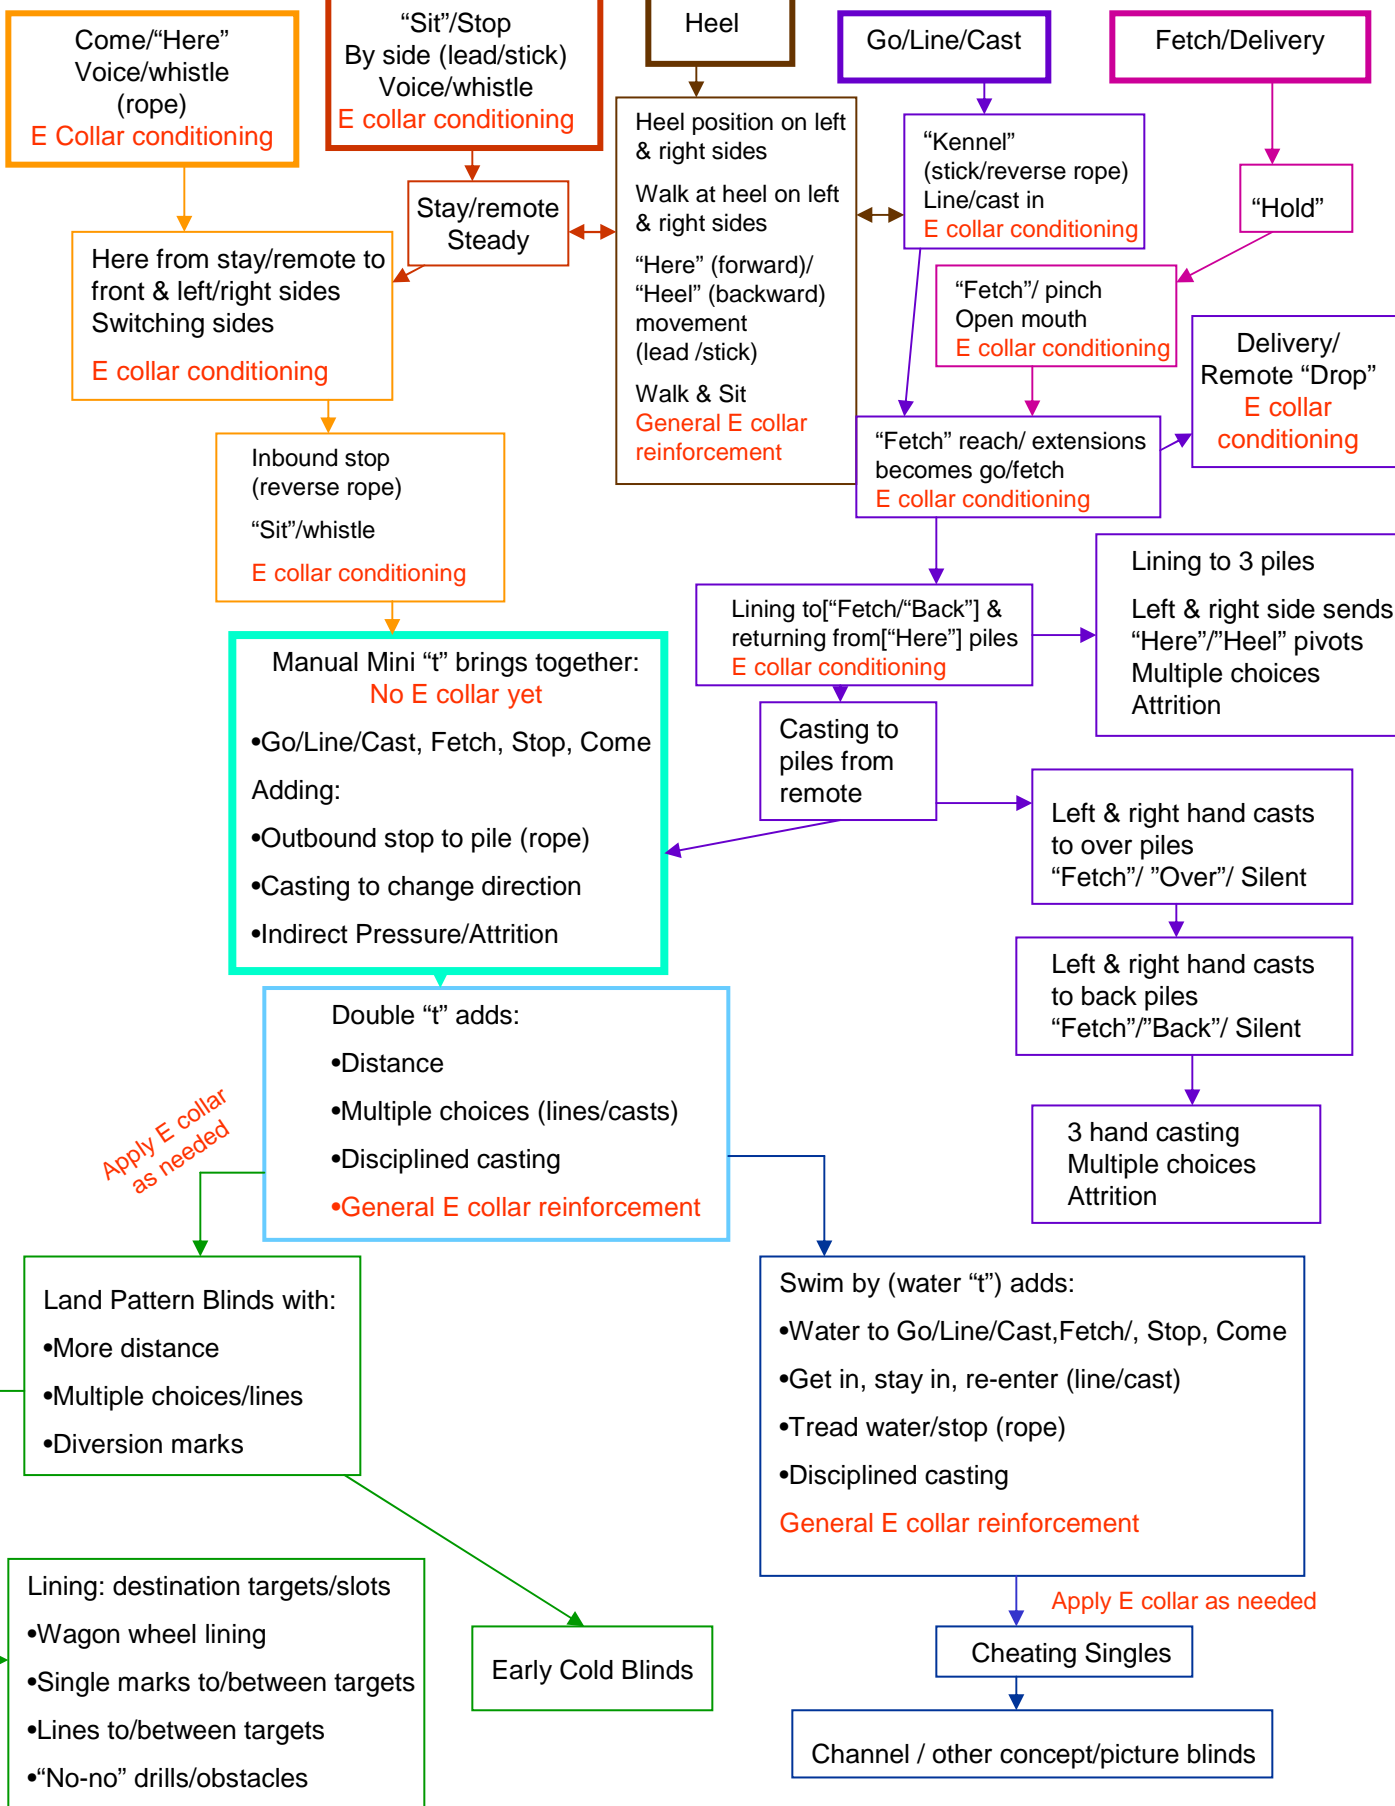 Come/“Here”
Voice/whistle
(rope)
E Collar conditioning
“Sit”/Stop
By side (lead/stick)
Voice/whistle
E collar conditioning
Heel
Go/Line/Cast
Fetch/Delivery
Stay/remote
Steady
Heel position on left
& right sides
Walk at heel on left
& right sides
“Here” (forward)/
“Heel” (backward)
movement
(lead /stick)
Walk & Sit
General E collar
reinforcement
“Kennel”
(stick/reverse rope)
Line/cast in
E collar conditioning
“Hold”
Here from stay/remote to
front & left/right sides
Switching sides
E collar conditioning
“Fetch”/ pinch
Open mouth
E collar conditioning
Delivery/
Remote “Drop”
E collar
conditioning
“Fetch” reach/ extensions
becomes go/fetch
E collar conditioning
Inbound stop
(reverse rope)
“Sit”/whistle
E collar conditioning
Lining to[“Fetch/“Back”] &
returning from[“Here”] piles
E collar conditioning
Lining to 3 piles
Left & right side sends
“Here”/”Heel” pivots
Multiple choices
Attrition
Manual Mini “t” brings together:
No E collar yet
•Go/Line/Cast, Fetch, Stop, Come
Adding:
•Outbound stop to pile (rope)
•Casting to change direction
•Indirect Pressure/Attrition
Casting to
piles from
remote
Left & right hand casts
to over piles
“Fetch”/ ”Over”/ Silent
Left & right hand casts
to back piles
“Fetch”/”Back”/ Silent
3 hand casting
Multiple choices
Attrition
Double “t” adds:
•Distance
•Multiple choices (lines/casts)
•Disciplined casting
•General E collar reinforcement
Apply E collar
as needed
Land Pattern Blinds with:
•More distance
•Multiple choices/lines
•Diversion marks
Swim by (water “t”) adds:
•Water to Go/Line/Cast,Fetch/, Stop, Come
•Get in, stay in, re-enter (line/cast)
•Tread water/stop (rope)
•Disciplined casting
General E collar reinforcement
Apply E collar as needed
Lining: destination targets/slots
•Wagon wheel lining
•Single marks to/between targets
•Lines to/between targets
•“No-no” drills/obstacles
Early Cold Blinds
Cheating Singles
Channel / other concept/picture blinds